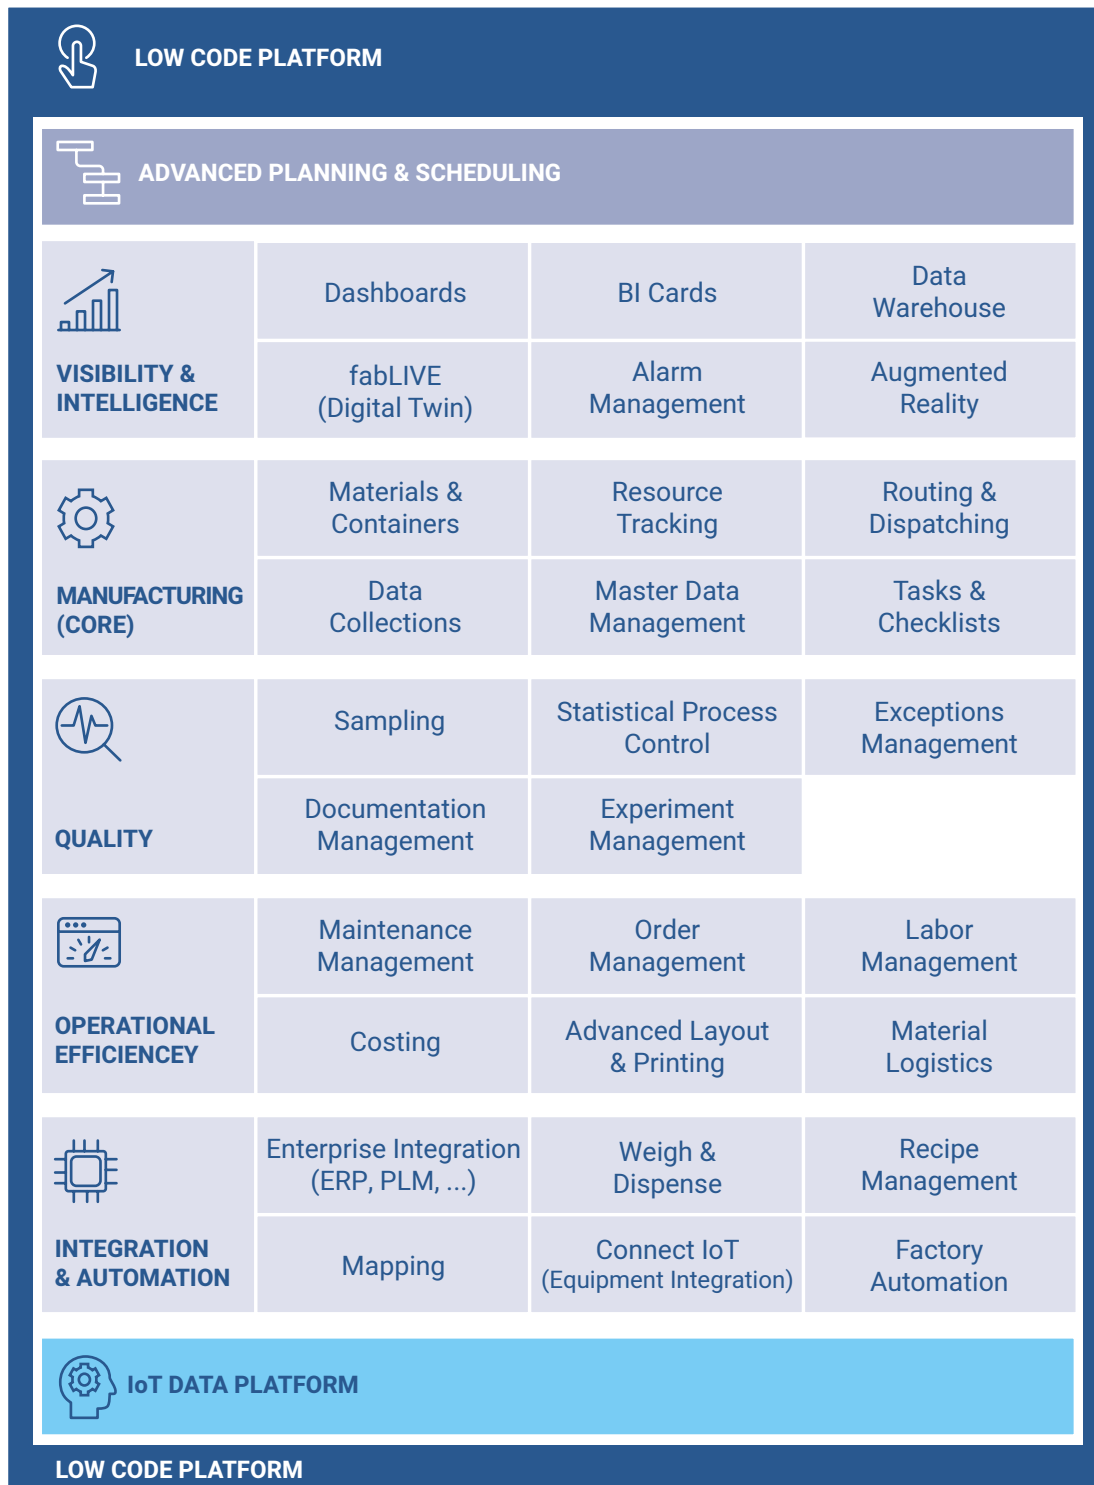 LOW CODE PLATFORM
ADVANCED PLANNING & SCHEDULING
VISIBILITY &
INTELLIGENCE
Dashboards
BI Cards
Data
Warehouse
fabLIVE
(Digital Twin)
Alarm
Management
Augmented
Reality
MANUFACTURING
(CORE)
Materials &
Containers
Resource
Tracking
Routing &
Dispatching
Data
Collections
Master Data
Management
Tasks &
Checklists
QUALITY
Sampling
Statistical Process
Control
Exceptions
Management
Documentation
Management
Experiment
Management
OPERATIONAL
EFFICIENCEY
Maintenance
Management
Order
Management
Labor
Management
Costing
Advanced Layout
& Printing
Material
Logistics
INTEGRATION
& AUTOMATION
Enterprise Integration
(ERP, PLM, ...)
Weigh &
Dispense
Recipe
Management
Mapping
Connect IoT
(Equipment Integration)
Factory
Automation
IoT DATA PLATFORM
LOW CODE PLATFORM